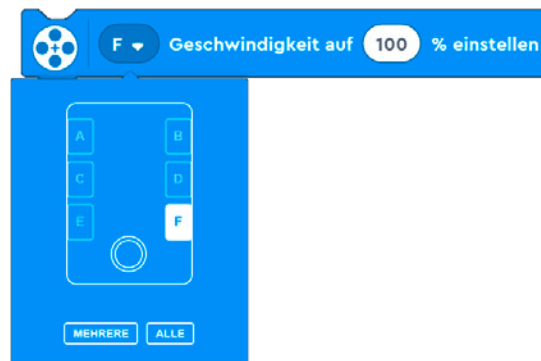 F Geschwindigkeit auf 100 % einstellen
A B
C D
E F
MEHRERE ALLE